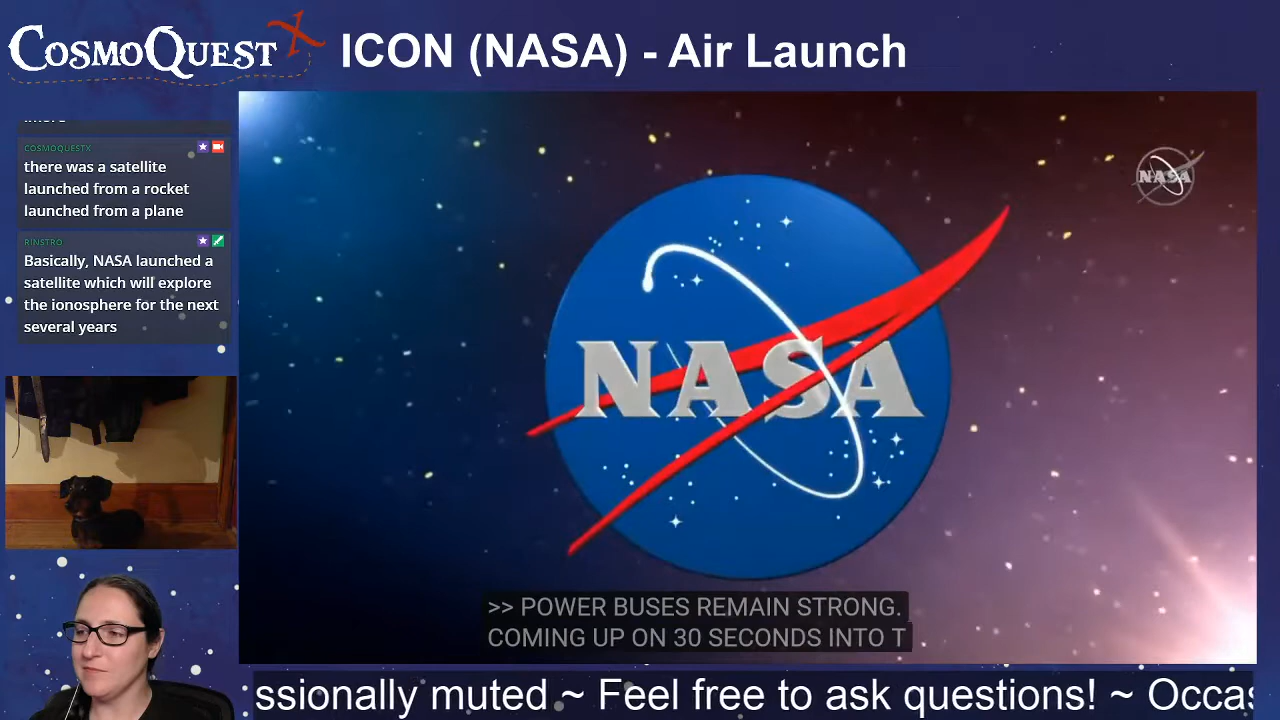 COSMOQUESTX
ICON (NASA) - Air Launch
COSMOQUESTX
there was a satellite
launched from a rocket
launched from a plane
RINSTRO
Basically, NASA launched a
satellite which will explore
the ionosphere for the next
several years
NASA
NASA
>> POWER BUSES REMAIN STRONG.
COMING UP ON 30 SECONDS INTO T
ssionally muted ~ Feel free to ask questions! ~ Occas